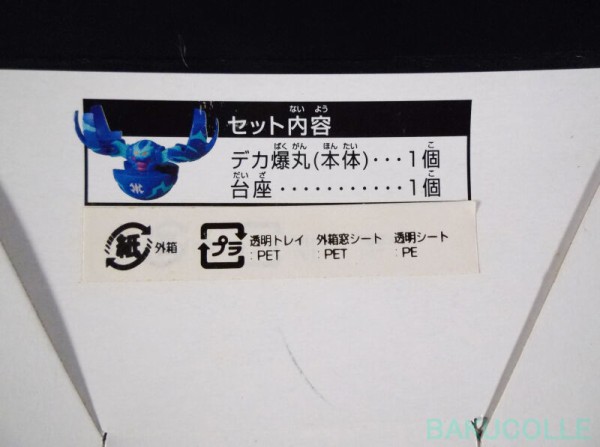 セット内容
ないよう
デカ爆丸(本体)・・・1個
ばくがん ほんたい こ
台座・・・・・・・・・・・1個
だいざ こ
紙 外箱
プラ 透明トレイ:PET 外箱窓シート:PET 透明シート:PE
BAKUCOLLE